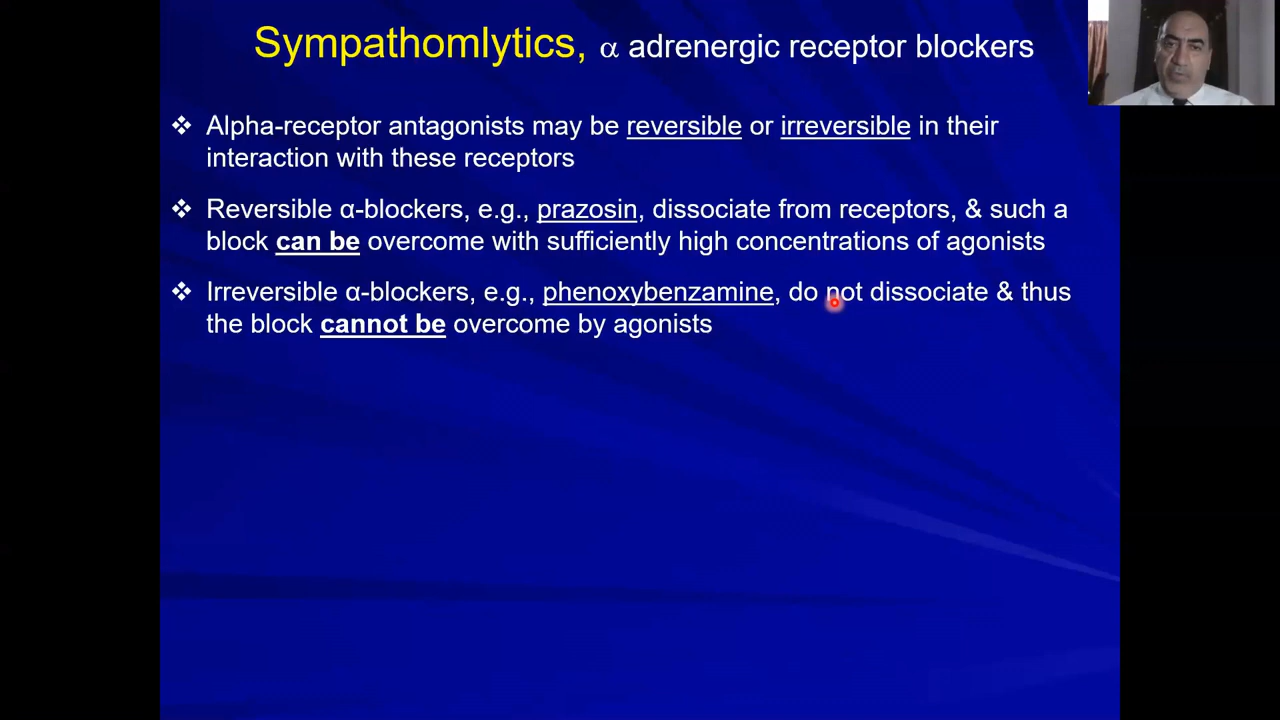 Sympathomlytics, α adrenergic receptor blockers
❖ Alpha-receptor antagonists may be reversible or irreversible in their
interaction with these receptors
❖ Reversible α-blockers, e.g., prazosin, dissociate from receptors, & such a
block can be overcome with sufficiently high concentrations of agonists
❖ Irreversible α-blockers, e.g., phenoxybenzamine, do not dissociate & thus
the block cannot be overcome by agonists